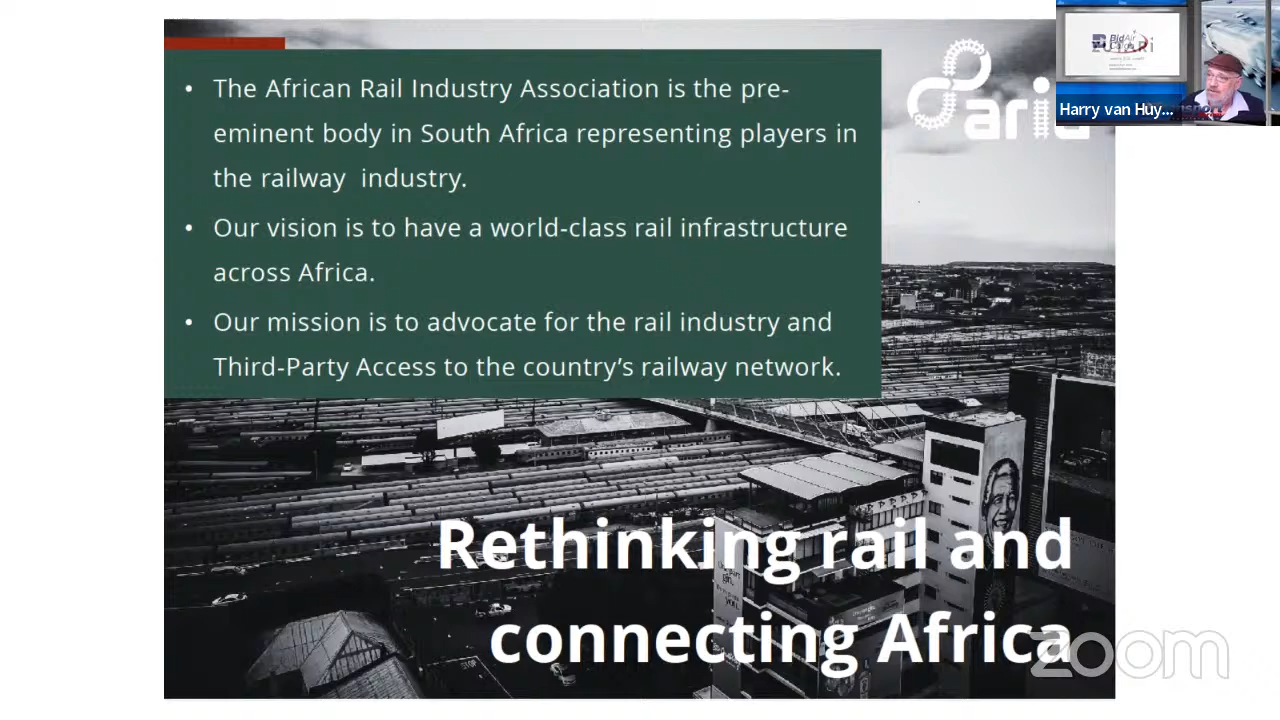 • The African Rail Industry Association is the pre-
eminent body in South Africa representing players in
the railway industry.
• Our vision is to have a world-class rail infrastructure
across Africa.
• Our mission is to advocate for the rail industry and
Third-Party Access to the country’s railway network.
Harry van Huy...
Rethinking rail and
connecting Africa
zoom